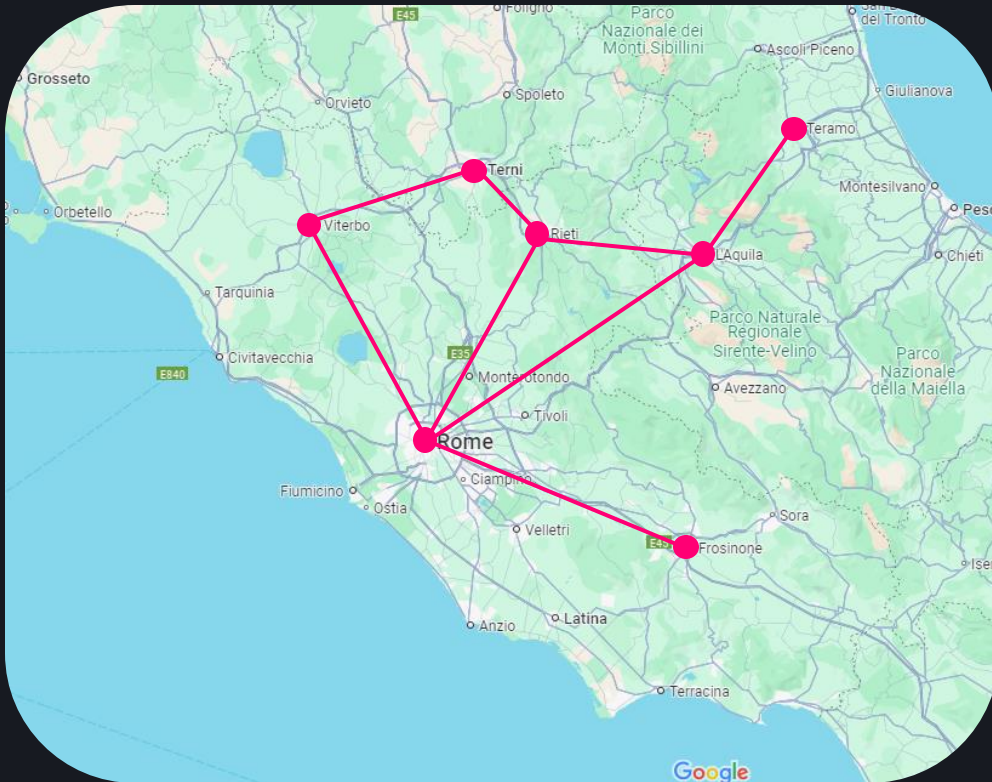 E45
Foligno
Parco
Nazionale dei
Monti Sibillini
del Tronto
Ascoli Piceno
Grosseto
Orvieto
Spoleto
Giulianova
Teramo
Terni
Montesilvano
Orbetello
Viterbo
Rieti
L'Aquila
Chieti
Tarquinia
Parco Naturale
Regionale
Sirente-Velino
Civitavecchia
E35
Parco
Nazionale
della Maiella
E840
Monterotondo
Avezzano
Tivoli
Rome
Ciampino
Fiumicino
Ostia
Sora
Velletri
E45
Frosinone
Latina
Anzio
Terracina
Google